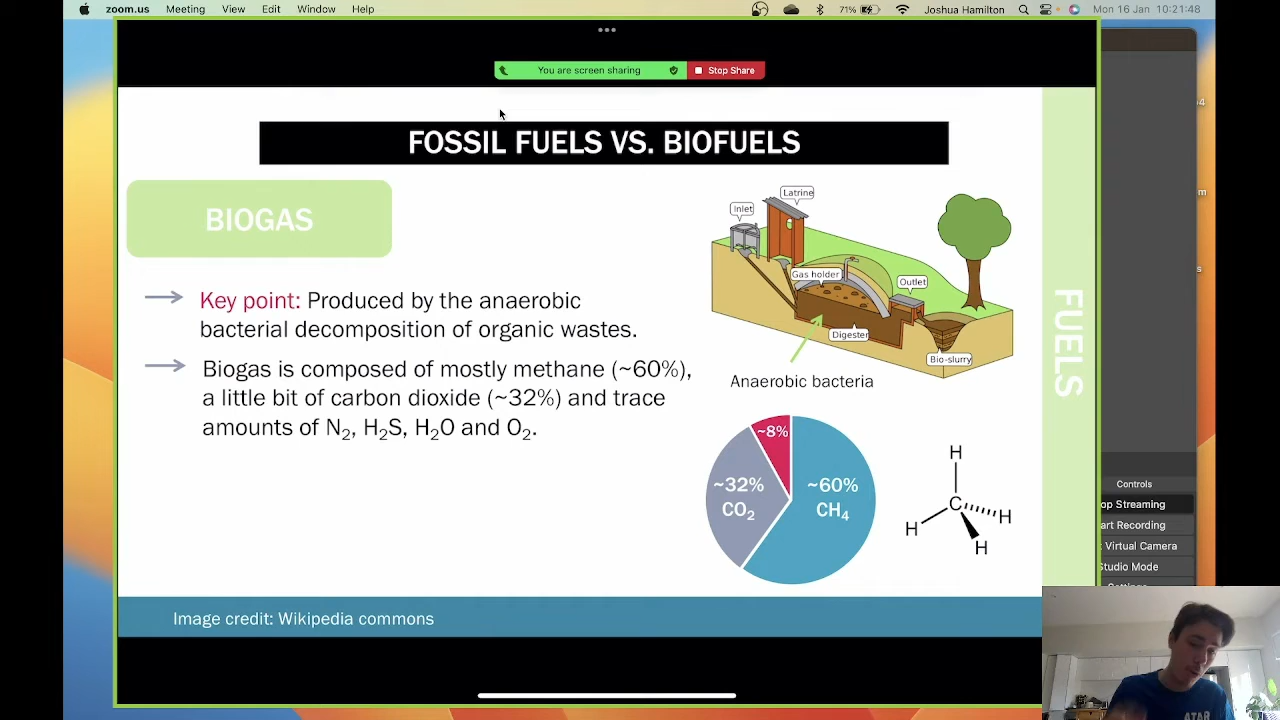 zoom.us Meeting View Edit Window Help 71% Joshua Hamilton Mon 16 Jan 10:21:48
You are screen sharing Stop Share
FOSSIL FUELS VS. BIOFUELS
BIOGAS
Key point: Produced by the anaerobic
bacterial decomposition of organic wastes.
Biogas is composed of mostly methane (~60%),
a little bit of carbon dioxide (~32%) and trace
amounts of N₂, H₂S, H₂O and O₂.
Latrine
Inlet
Gas holder
Outlet
Digester
Bio-slurry
Anaerobic bacteria
~8%
~32%
CO₂
~60%
CH₄
H
C
H
H
H
FUELS
Image credit: Wikipedia commons
Controls
op Streaming
art Recording
Virtual Camera
Studio Mode